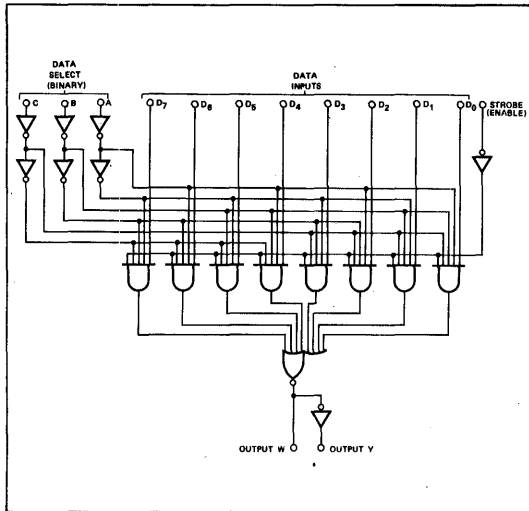 DATA
SELECT
(BINARY)
DATA
INPUTS
C B A D7 D6 D5 D4 D3 D2 D1 D0 STROBE
(ENABLE)
OUTPUT W OUTPUT Y